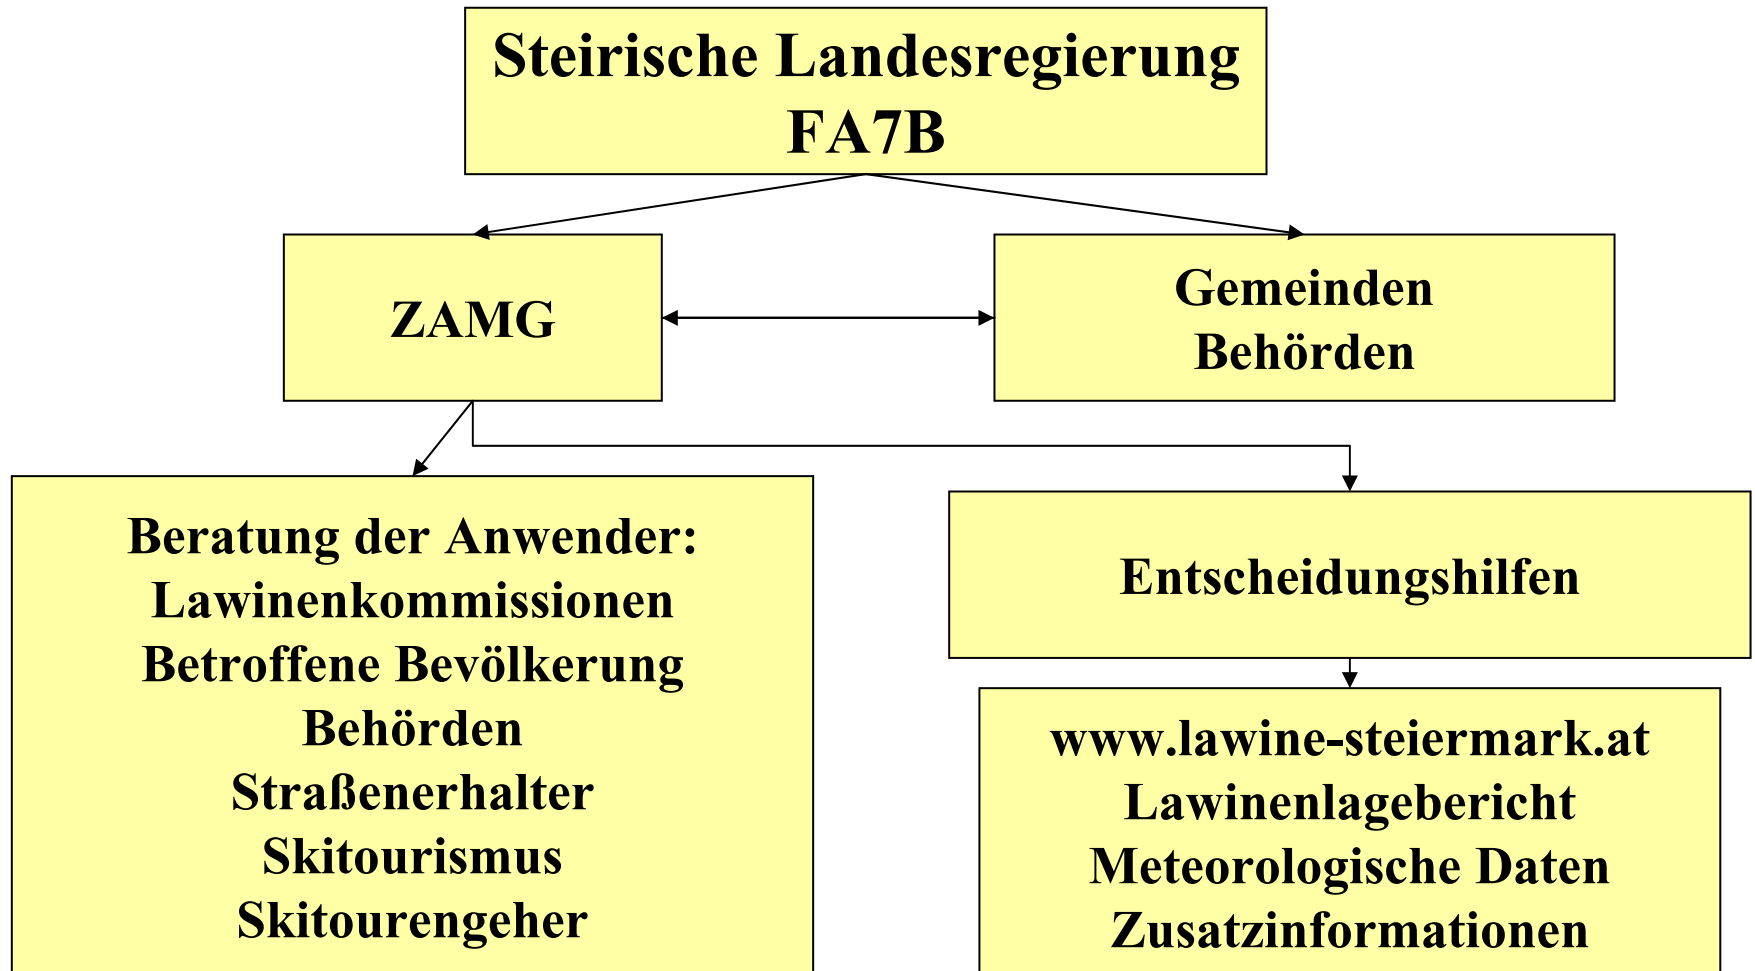 Steirische Landesregierung
FA7B
ZAMG
Gemeinden
Behörden
Beratung der Anwender:
Lawinenkommissionen
Betroffene Bevölkerung
Behörden
Straßenerhalter
Skitourismus
Skitourengeher
Entscheidungshilfen
www.lawine-steiermark.at
Lawinenlagebericht
Meteorologische Daten
Zusatzinformationen